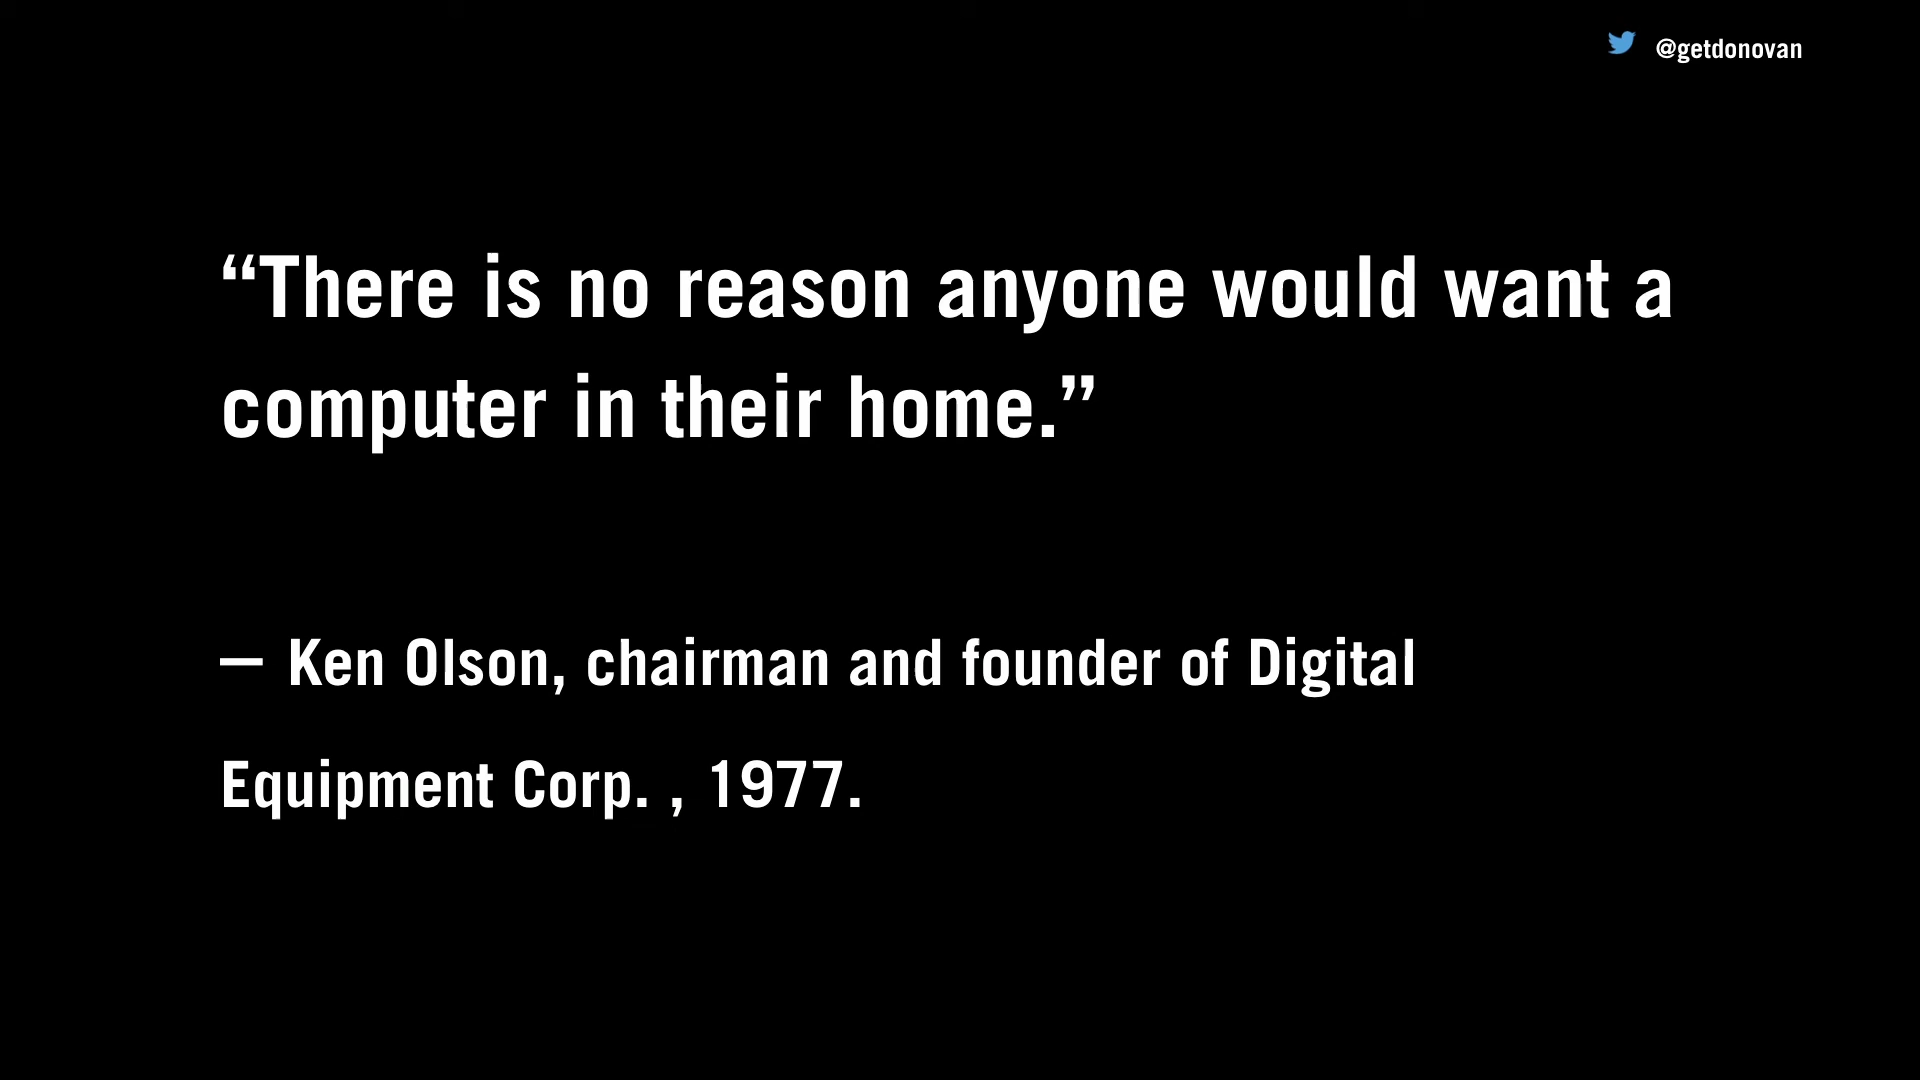 @getdonovan
“There is no reason anyone would want a
computer in their home.”
— Ken Olson, chairman and founder of Digital
Equipment Corp. , 1977.